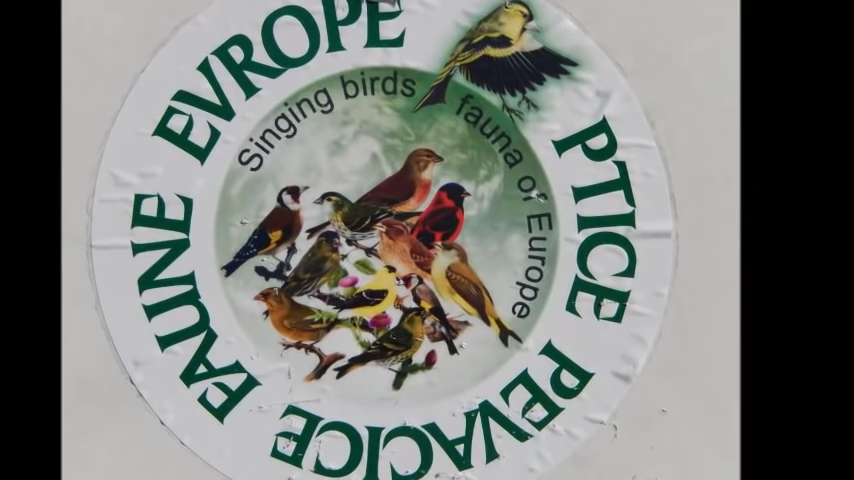 PTICE PEVACICE FAUNE EVROPE
Singing birds fauna of Europe